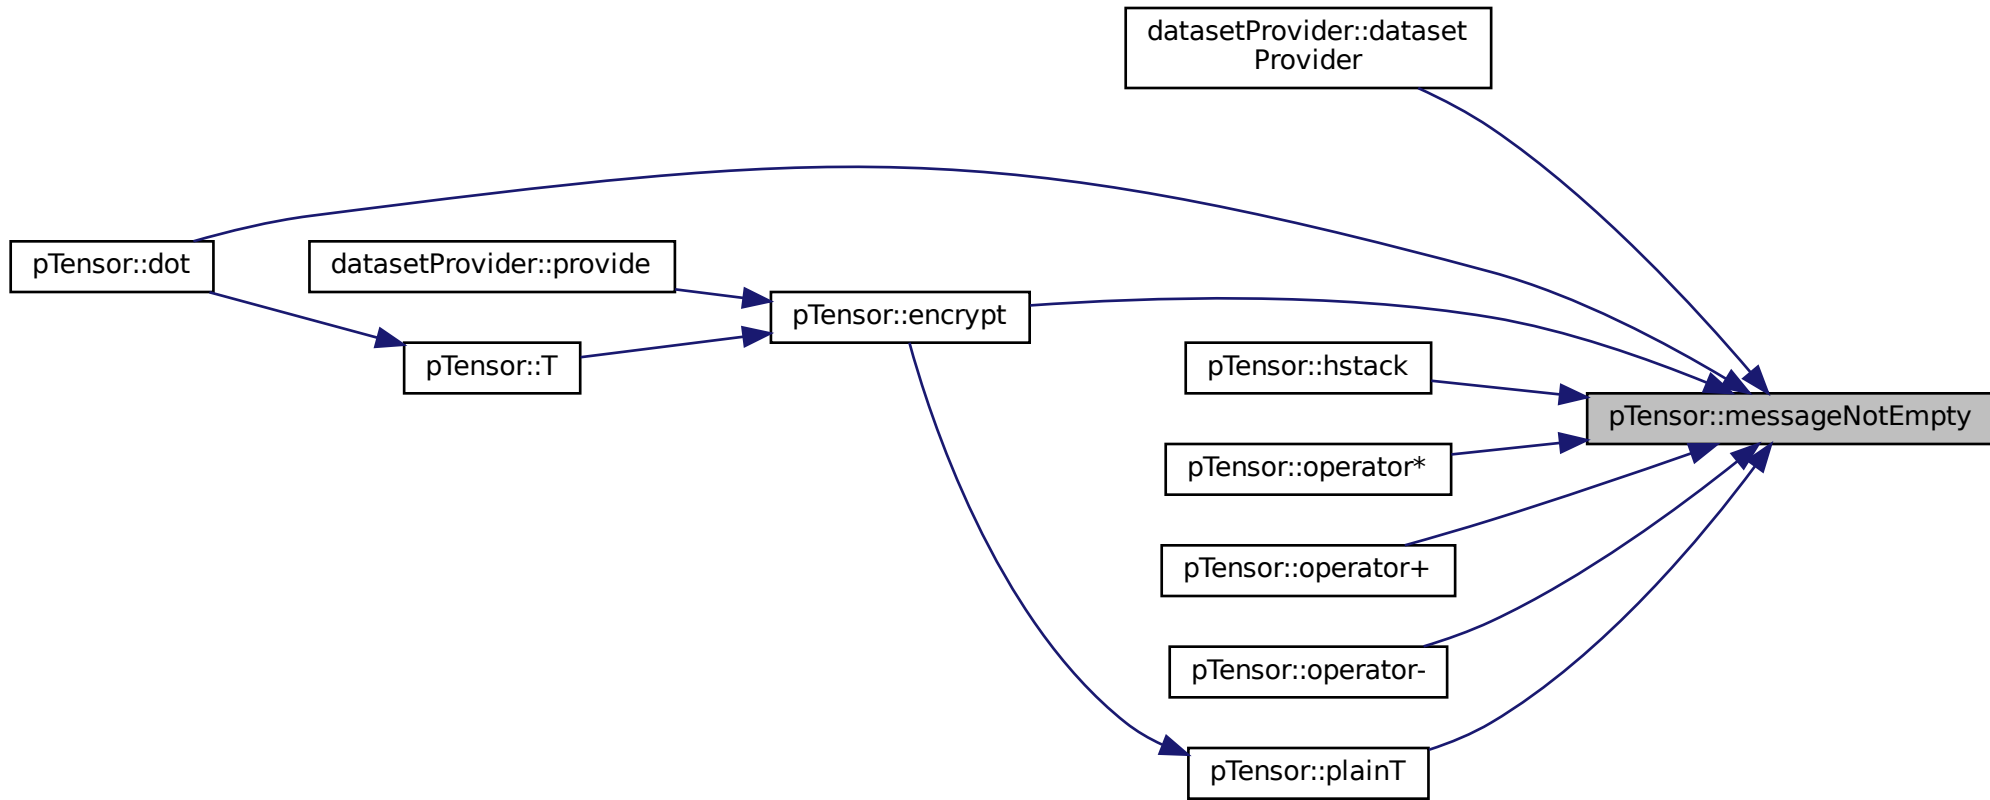 datasetProvider::dataset
Provider
pTensor::dot
datasetProvider::provide
pTensor::encrypt
pTensor::T
pTensor::hstack
pTensor::messageNotEmpty
pTensor::operator*
pTensor::operator+
pTensor::operator-
pTensor::plainT